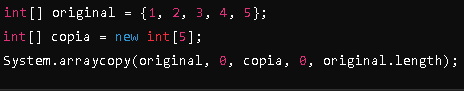 int[] original = {1, 2, 3, 4, 5};
int[] copia = new int[5];
System.arraycopy(original, 0, copia, 0, original.length);